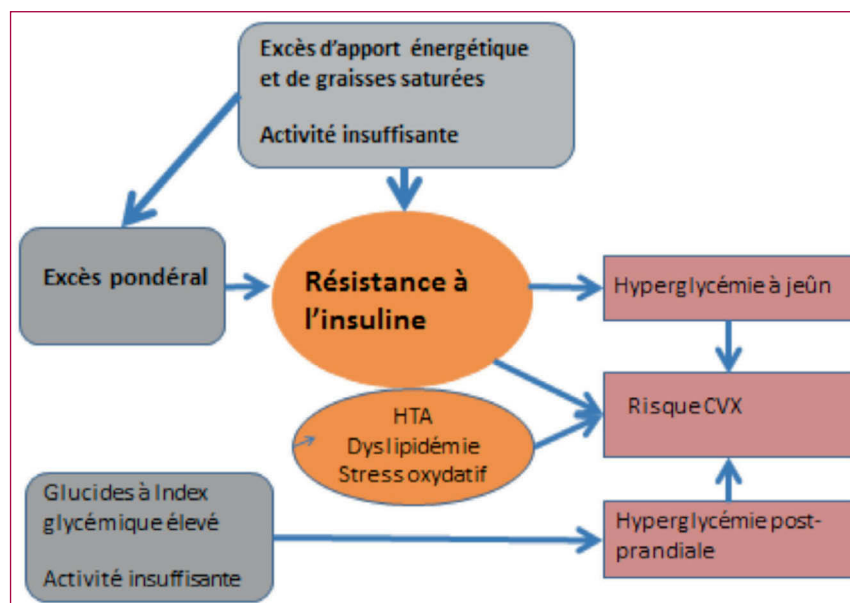 Excès d'apport énergétique
et de graisses saturées
Activité insuffisante
Excès pondéral
Résistance à
l'insuline
Hyperglycémie à jeûn
Risque CVX
HTA
Dyslipidémie
Stress oxydatif
Glucides à Index
glycémique élevé
Activité insuffisante
Hyperglycémie post-
prandiale